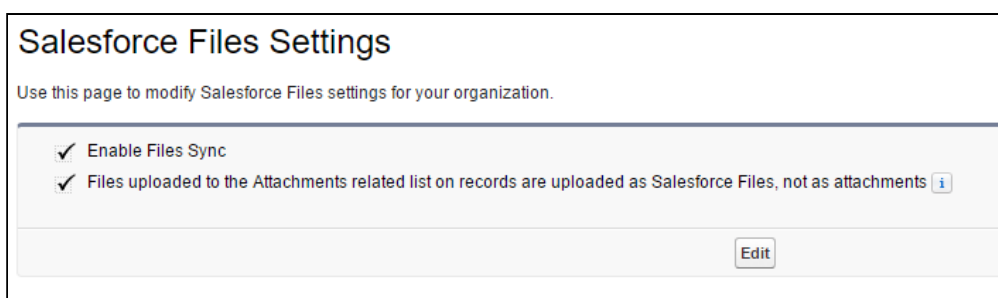 Salesforce Files Settings
Use this page to modify Salesforce Files settings for your organization.
Enable Files Sync
Files uploaded to the Attachments related list on records are uploaded as Salesforce Files, not as attachments i
Edit